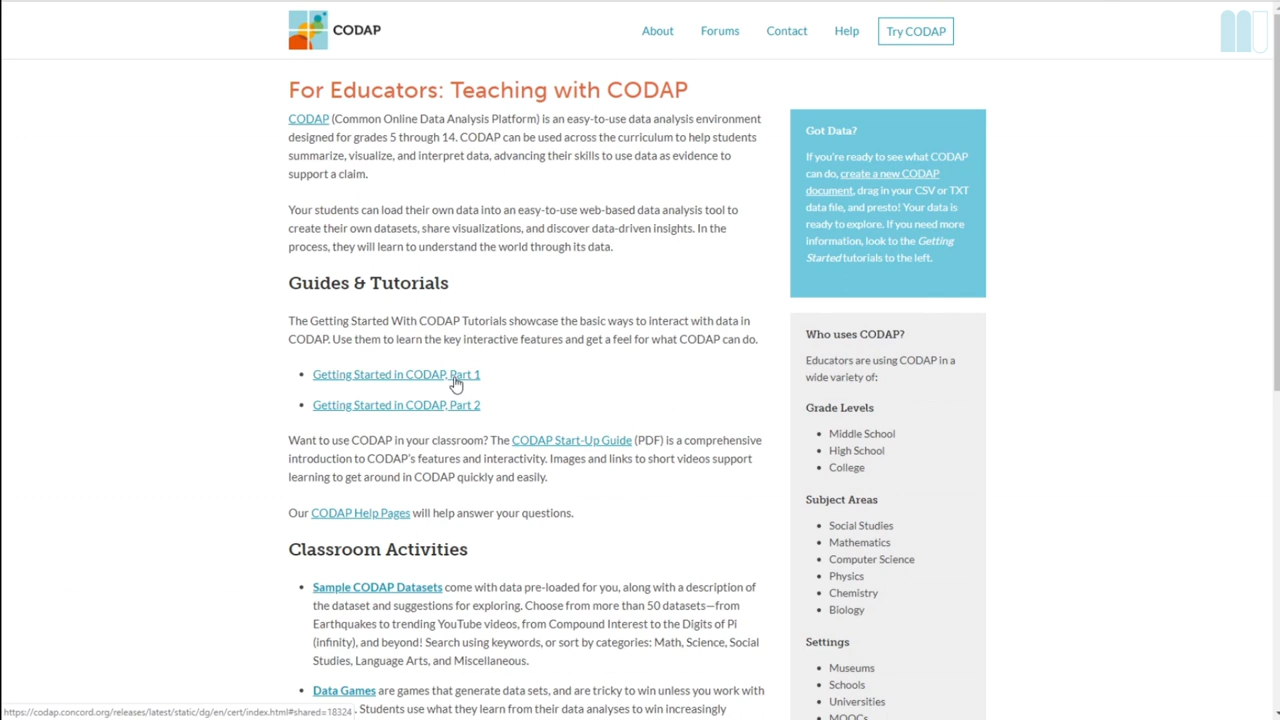 CODAP
About
Forums
Contact
Help
Try CODAP
For Educators: Teaching with CODAP
CODAP (Common Online Data Analysis Platform) is an easy-to-use data analysis environment
designed for grades 5 through 14. CODAP can be used across the curriculum to help students
summarize, visualize, and interpret data, advancing their skills to use data as evidence to
support a claim.
Your students can load their own data into an easy-to-use web-based data analysis tool to
create their own datasets, share visualizations, and discover data-driven insights. In the
process, they will learn to understand the world through its data.
Guides & Tutorials
The Getting Started With CODAP Tutorials showcase the basic ways to interact with data in
CODAP. Use them to learn the key interactive features and get a feel for what CODAP can do.
• Getting Started in CODAP, Part 1
• Getting Started in CODAP, Part 2
Want to use CODAP in your classroom? The CODAP Start-Up Guide (PDF) is a comprehensive
introduction to CODAP's features and interactivity. Images and links to short videos support
learning to get around in CODAP quickly and easily.
Our CODAP Help Pages will help answer your questions.
Classroom Activities
• Sample CODAP Datasets come with data pre-loaded for you, along with a description of
the dataset and suggestions for exploring. Choose from more than 50 datasets—from
Earthquakes to trending YouTube videos, from Compound Interest to the Digits of Pi
(infinity), and beyond! Search using keywords, or sort by categories: Math, Science, Social
Studies, Language Arts, and Miscellaneous.
• Data Games are games that generate data sets, and are tricky to win unless you work with
Students use what they learn from their data analyses to win increasingly
Got Data?
If you're ready to see what CODAP
can do, create a new CODAP
document, drag in your CSV or TXT
data file, and presto! Your data is
ready to explore. If you need more
information, look to the Getting
Started tutorials to the left.
Who uses CODAP?
Educators are using CODAP in a
wide variety of:
Grade Levels
• Middle School
• High School
• College
Subject Areas
• Social Studies
• Mathematics
• Computer Science
• Physics
• Chemistry
• Biology
Settings
• Museums
• Schools
• Universities
• MOOCs
https://codap.concord.org/releases/latest/static/dg/en/cert/index.html#shared=18324